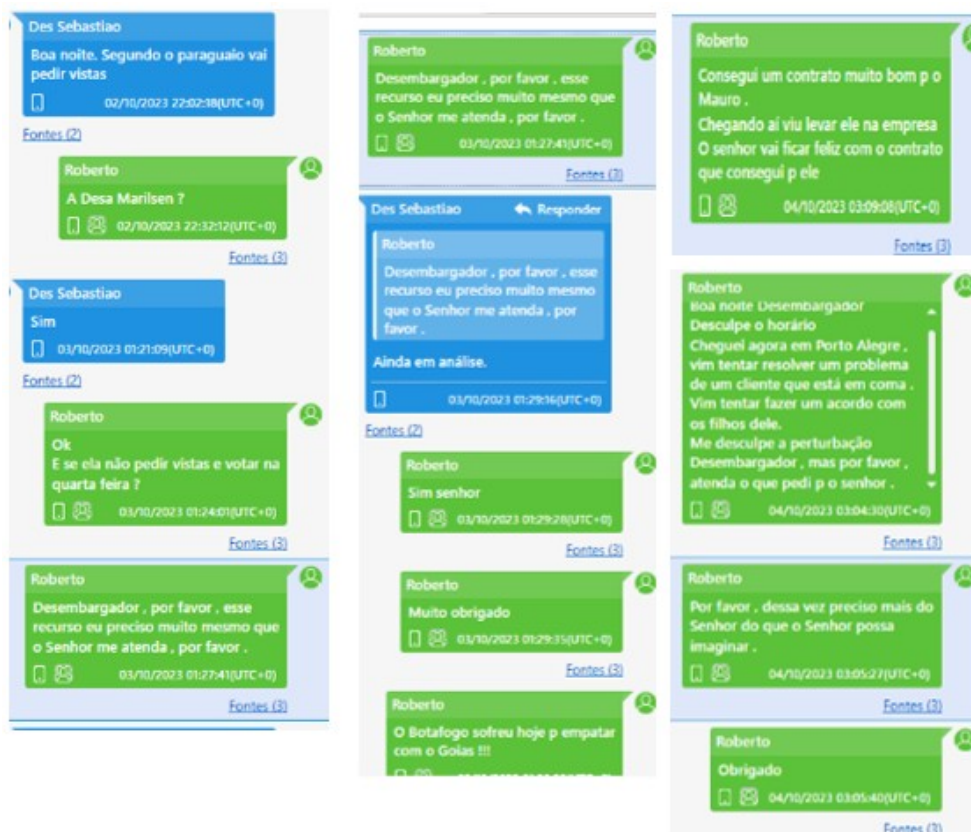 Des Sebastiao
Boa noite. Segundo o paraguaio vai
pedir vistas
02/10/2023 22:02:18(UTC+0)
Fontes (2)
Roberto
A Desa Marilsen ?
02/10/2023 22:32:12(UTC+0)
Fontes (3)
Des Sebastiao
Sim
03/10/2023 01:21:09(UTC+0)
Fontes (2)
Roberto
Ok
E se ela não pedir vistas e votar na
quarta feira ?
03/10/2023 01:24:01(UTC+0)
Fontes (3)
Roberto
Desembargador , por favor , esse
recurso eu preciso muito mesmo que
o Senhor me atenda , por favor .
03/10/2023 01:27:41(UTC+0)
Fontes (3)
Roberto
Desembargador , por favor , esse
recurso eu preciso muito mesmo que
o Senhor me atenda , por favor .
03/10/2023 01:27:41(UTC+0)
Fontes (3)
Des Sebastiao Responder
Roberto
Desembargador , por favor , esse
recurso eu preciso muito mesmo
que o Senhor me atenda , por
favor .
Ainda em análise.
03/10/2023 01:29:16(UTC+0)
Fontes (2)
Roberto
Sim senhor
03/10/2023 01:29:28(UTC+0)
Fontes (3)
Roberto
Muito obrigado
03/10/2023 01:29:35(UTC+0)
Fontes (3)
Roberto
O Botafogo sofreu hoje p empatar
com o Goias !!!
Roberto
Consegui um contrato muito bom p o
Mauro .
Chegando aí viu levar ele na empresa
O senhor vai ficar feliz com o contrato
que consegui p ele
04/10/2023 03:09:08(UTC+0)
Fontes (3)
Roberto
Boa noite Desembargador
Desculpe o horário
Cheguei agora em Porto Alegre ,
vim tentar resolver um problema
de um cliente que está em coma .
Vim tentar fazer um acordo com
os filhos dele.
Me desculpe a perturbação
Desembargador , mas por favor ,
atenda o que pedi p o senhor .
04/10/2023 03:04:30(UTC+0)
Fontes (3)
Roberto
Por favor , dessa vez preciso mais do
Senhor do que o Senhor possa
imaginar .
04/10/2023 03:05:27(UTC+0)
Fontes (3)
Roberto
Obrigado
04/10/2023 03:05:40(UTC+0)
Fontes (3)